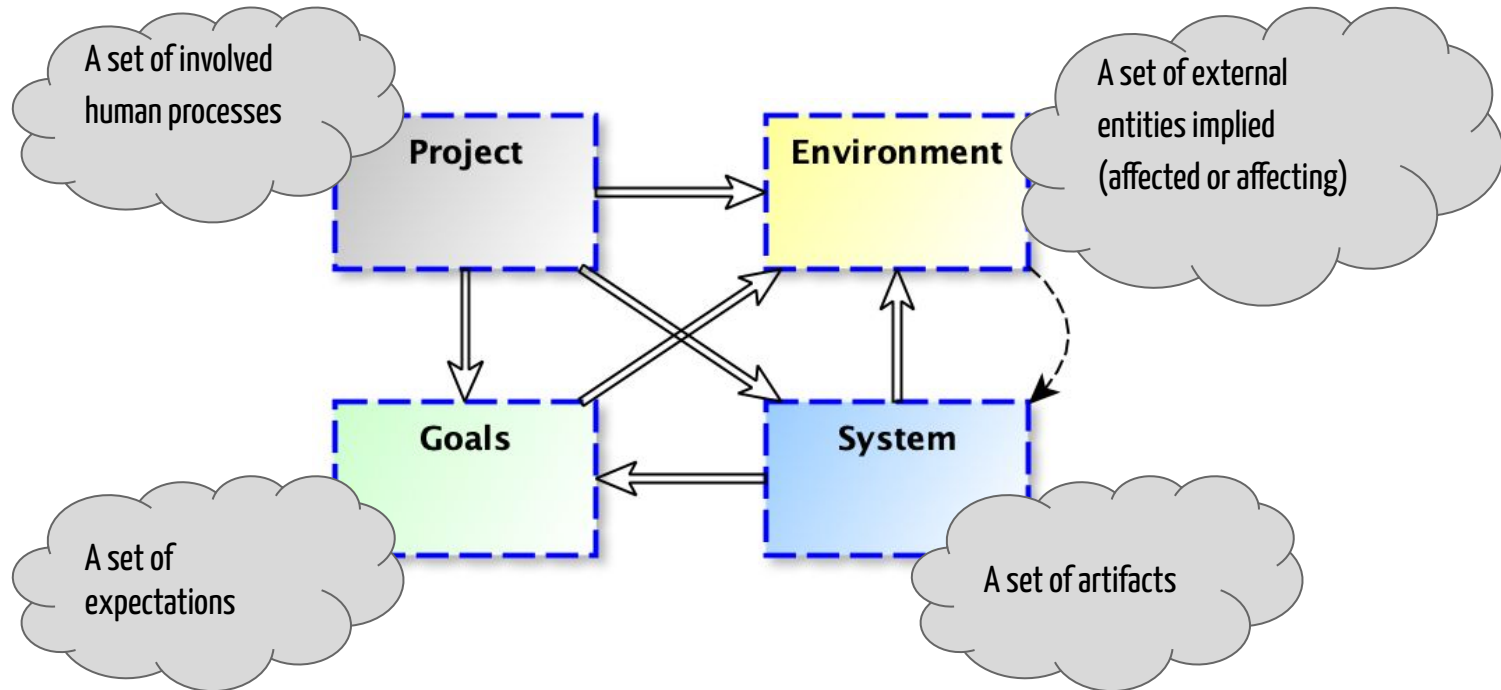 A set of involved
human processes
Project
Environment
A set of external
entities implied
(affected or affecting)
Goals
System
A set of
expectations
A set of artifacts